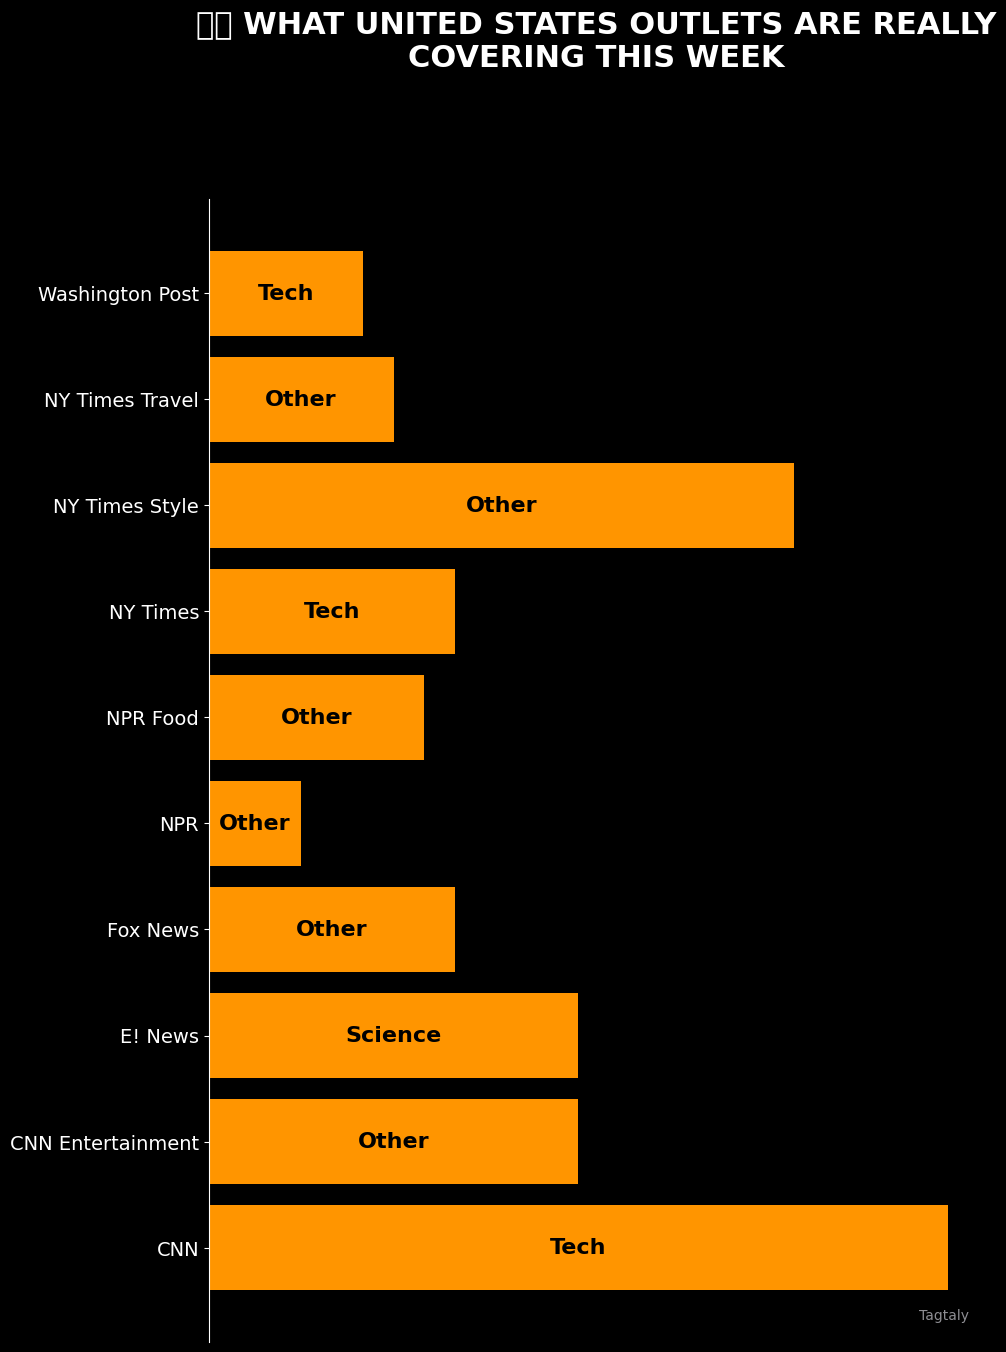 WHAT UNITED STATES OUTLETS ARE REALLY
COVERING THIS WEEK
Washington Post
Tech
NY Times Travel
Other
NY Times Style
Other
NY Times
Tech
NPR Food
Other
NPR
Other
Fox News
Other
E! News
Science
CNN Entertainment
Other
CNN
Tech
Tagtaly